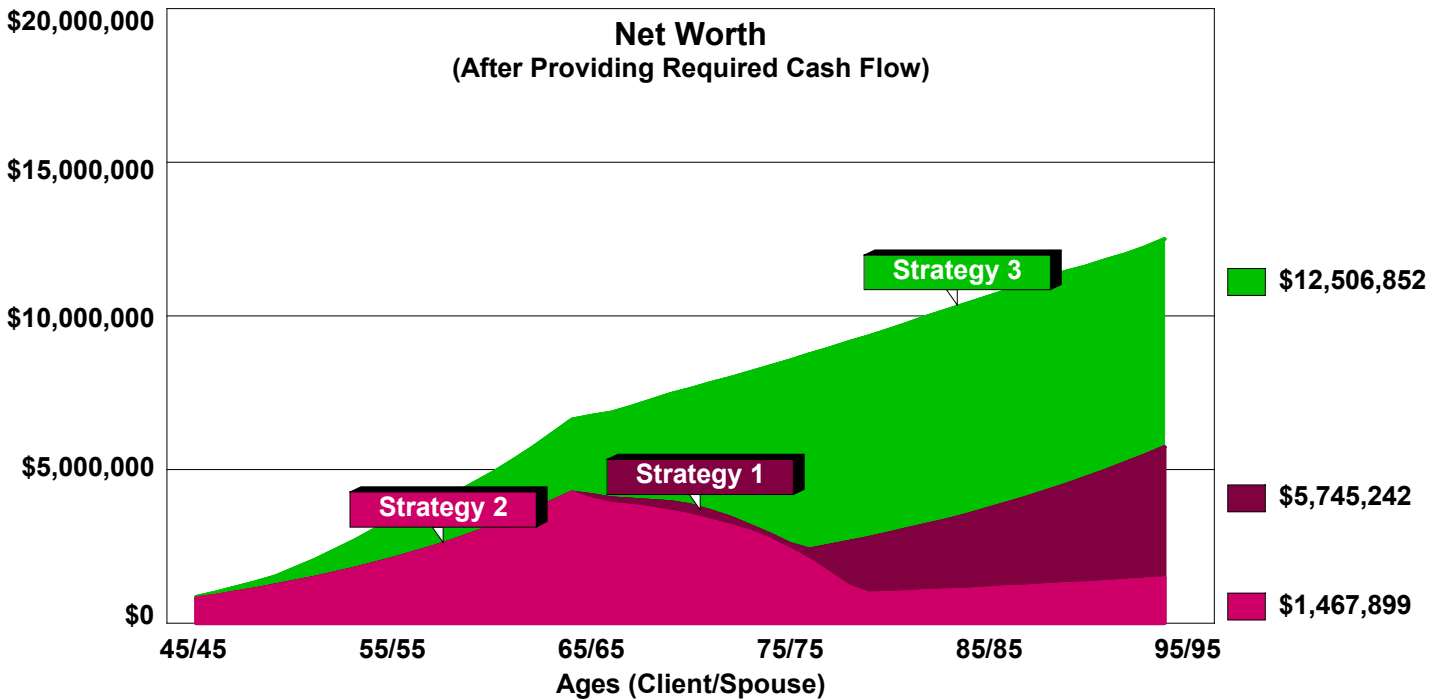 Net Worth
(After Providing Required Cash Flow)
$20,000,000
$15,000,000
$10,000,000
$5,000,000
$0
Strategy 3
Strategy 1
Strategy 2
$12,506,852
$5,745,242
$1,467,899
45/45 55/55 65/65 75/75 85/85 95/95
Ages (Client/Spouse)